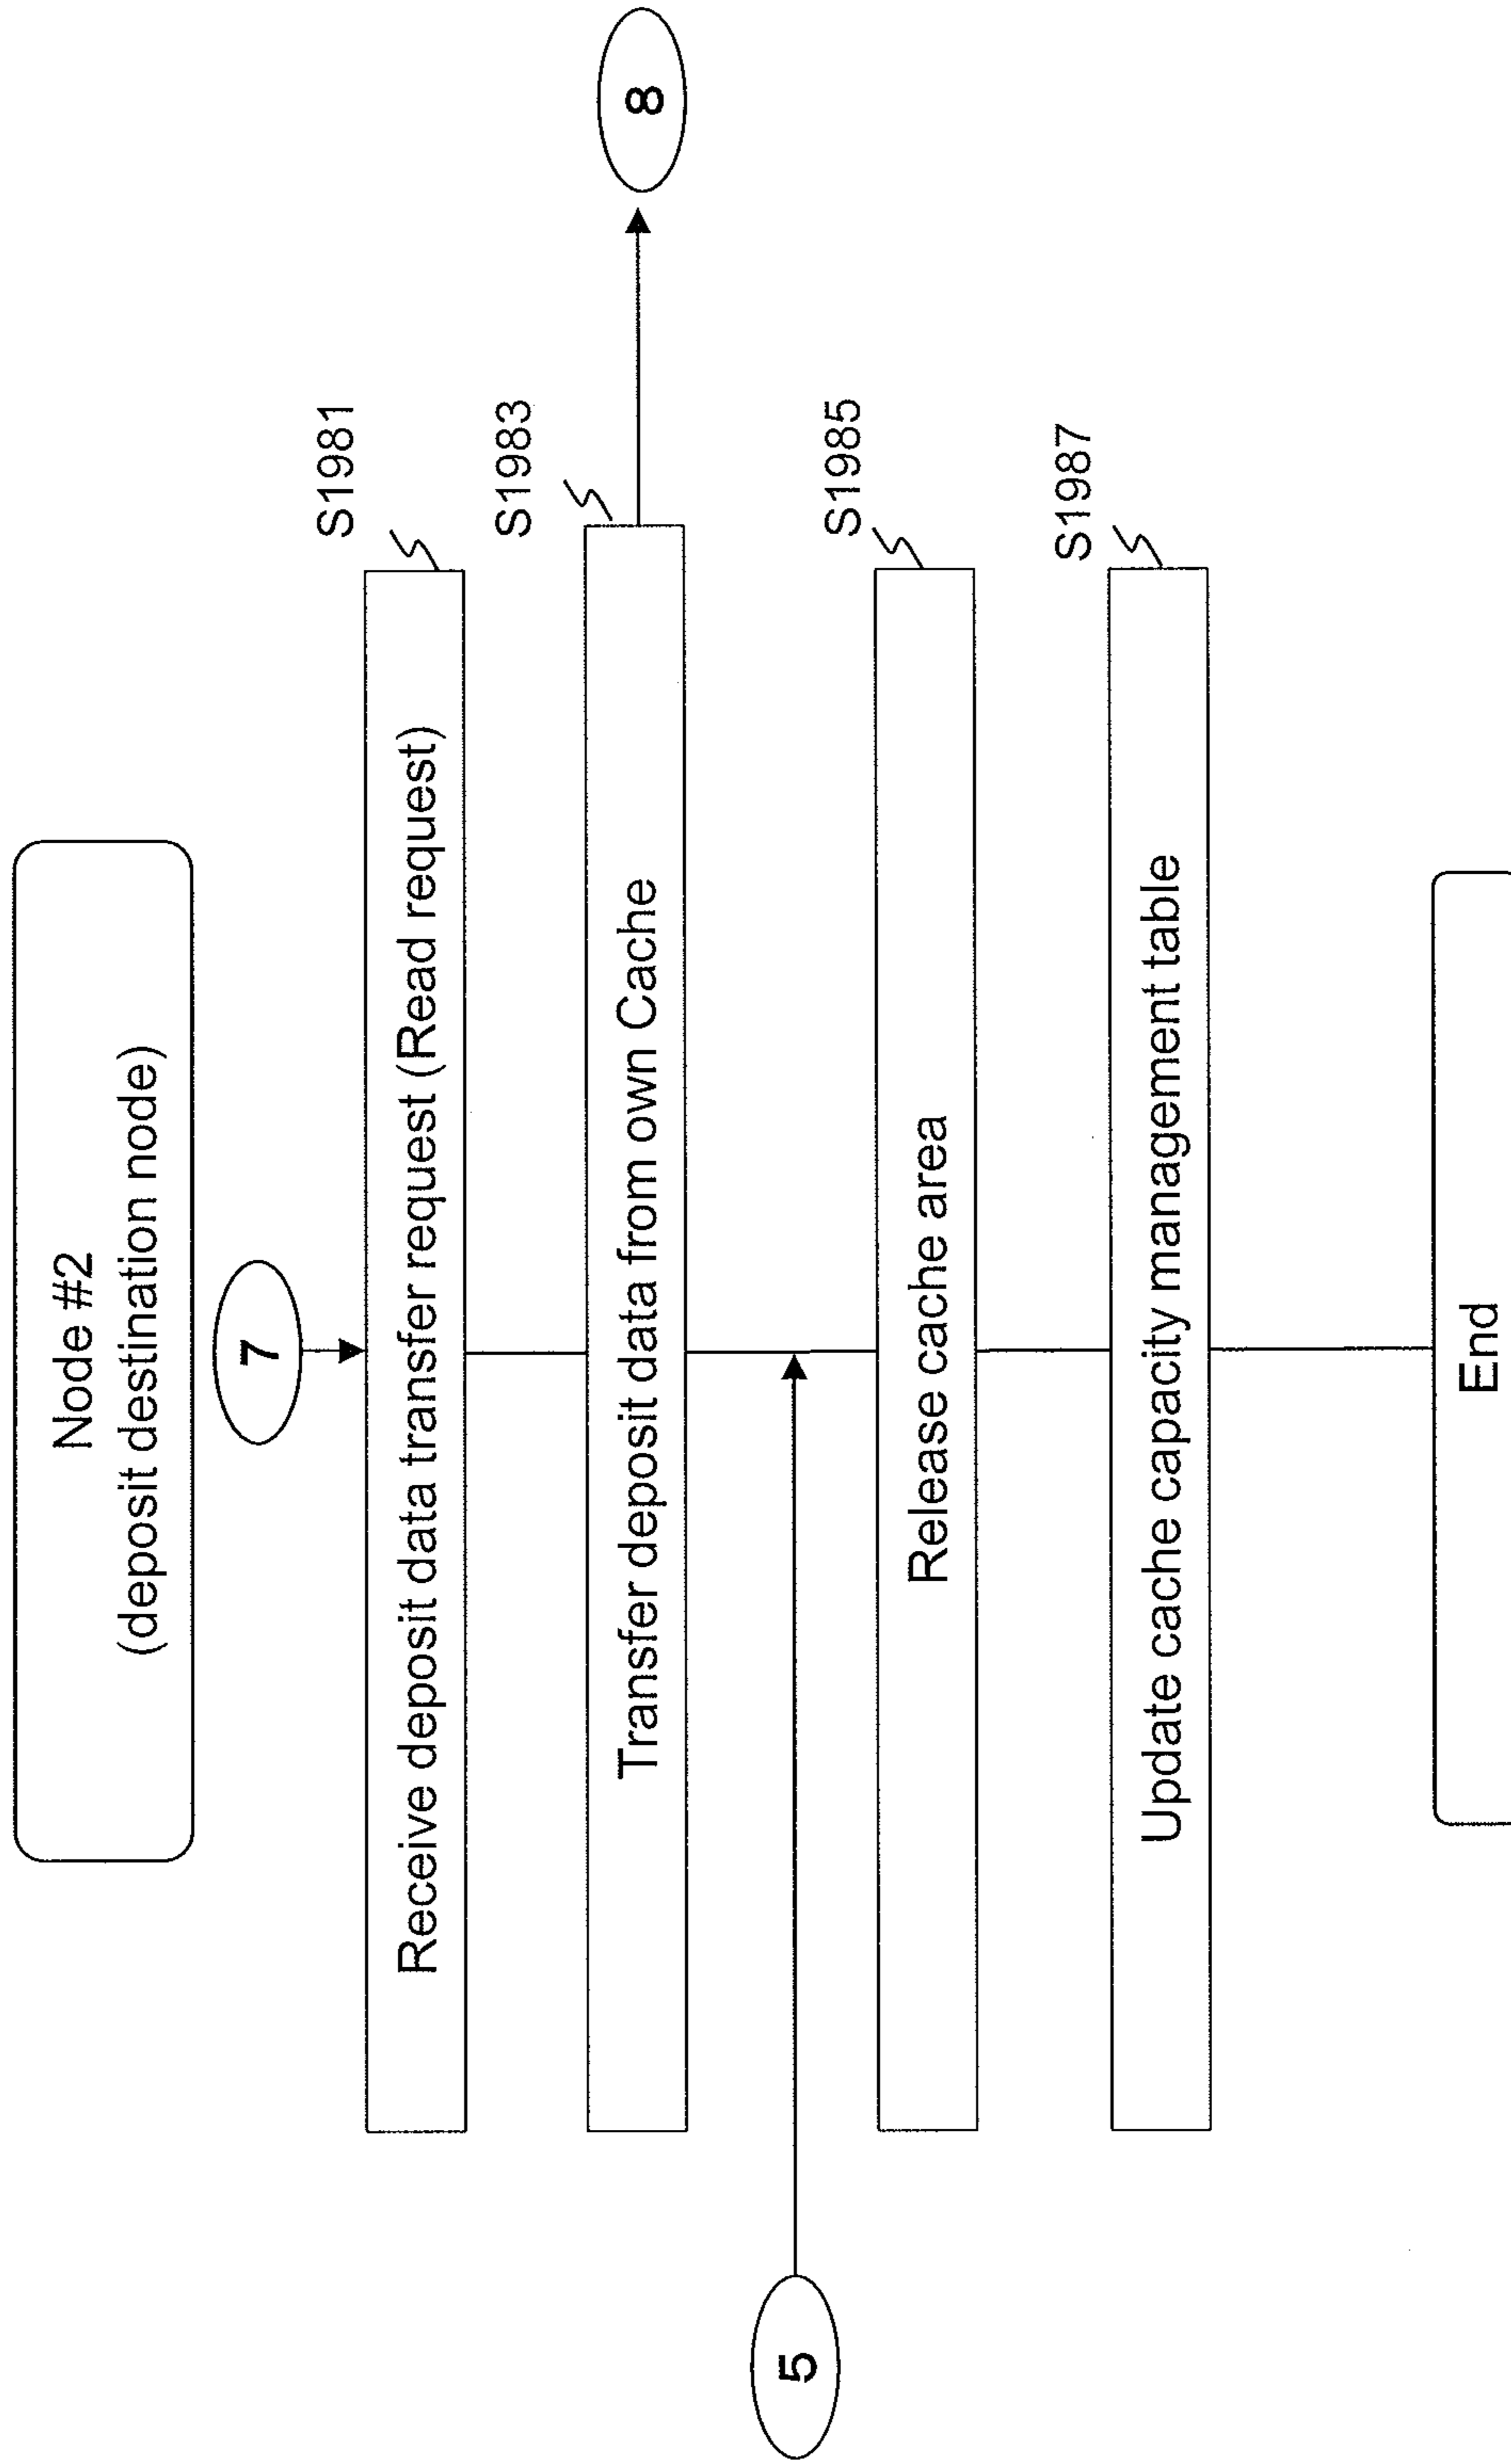 Node #2
(deposit destination node)
7
S1981
Receive deposit data transfer request (Read request)
S1983
Transfer deposit data from own Cache
8
5
S1985
Release cache area
S1987
Update cache capacity management table
End